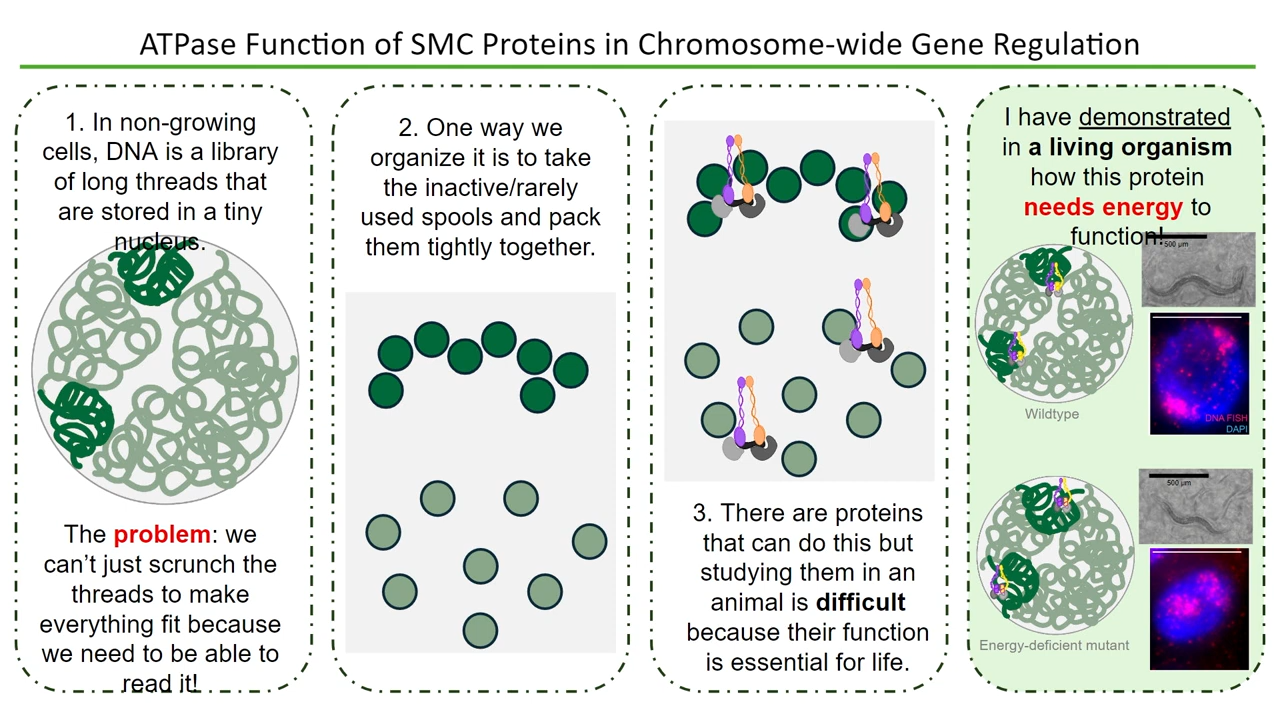 ATPase Function of SMC Proteins in Chromosome-wide Gene Regulation
1. In non-growing
cells, DNA is a library
of long threads that
are stored in a tiny
nucleus.
The problem: we
can’t just scrunch the
threads to make
everything fit because
we need to be able to
read it!
2. One way we
organize it is to take
the inactive/rarely
used spools and pack
them tightly together.
3. There are proteins
that can do this but
studying them in an
animal is difficult
because their function
is essential for life.
I have demonstrated
in a living organism
how this protein
needs energy to
function!
500 µm
DNA FISH
DAPI
Wildtype
500 µm
Energy-deficient mutant